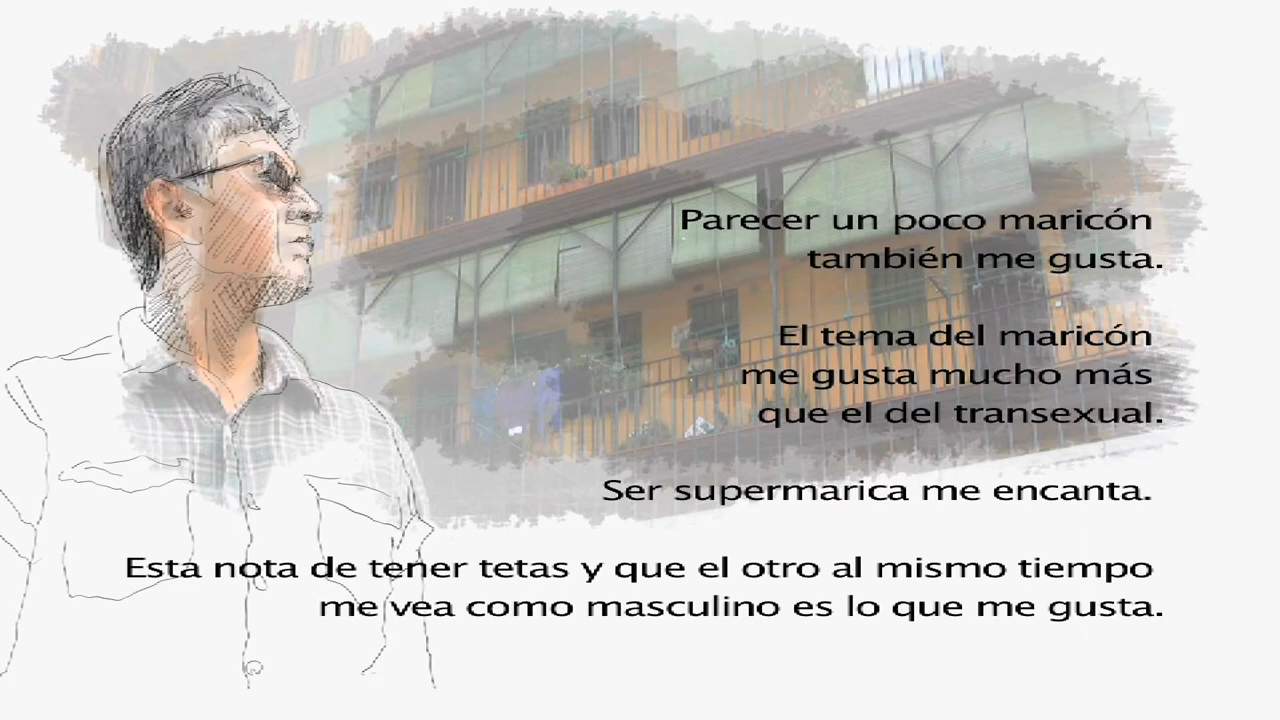 Parecer un poco maricón
también me gusta.
El tema del maricón
me gusta mucho más
que el del transexual.
Ser supermarica me encanta.
Esta nota de tener tetas y que el otro al mismo tiempo
me vea como masculino es lo que me gusta.